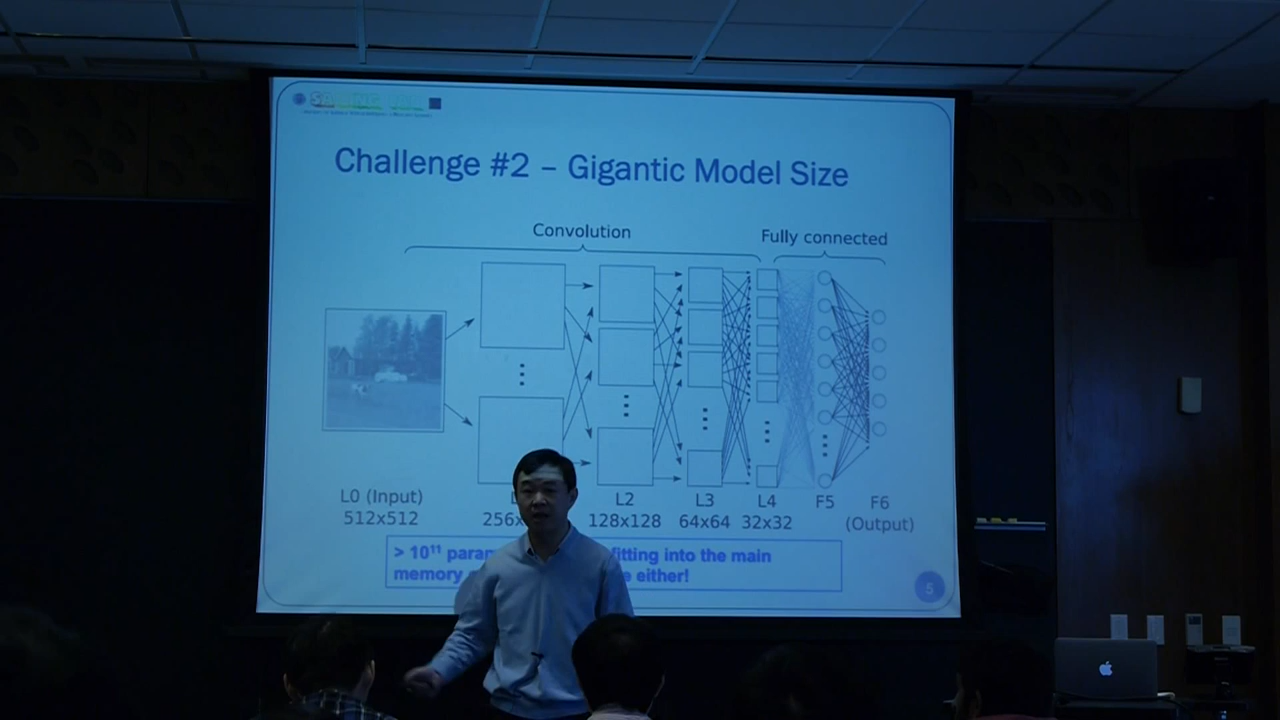 Challenge #2 – Gigantic Model Size
Convolution
Fully connected
L0 (Input)
512x512
L2
128x128
L3
64x64
L4
32x32
F5
F6
(Output)
> 10¹¹ fitting into the main
memory either!
5